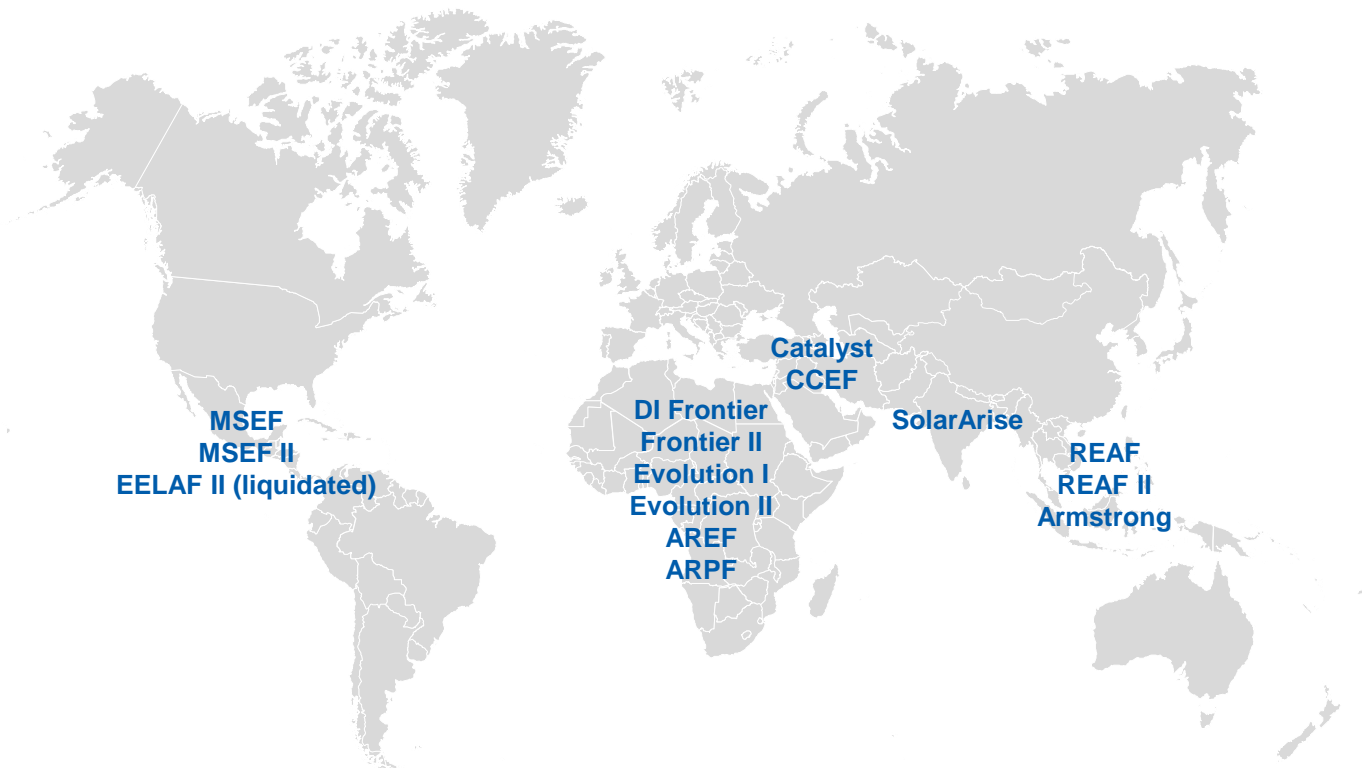 MSEF
MSEF II
EELAF II (liquidated)
DI Frontier
Frontier II
Evolution I
Evolution II
AREF
ARPF
Catalyst
CCEF
SolarArise
REAF
REAF II
Armstrong